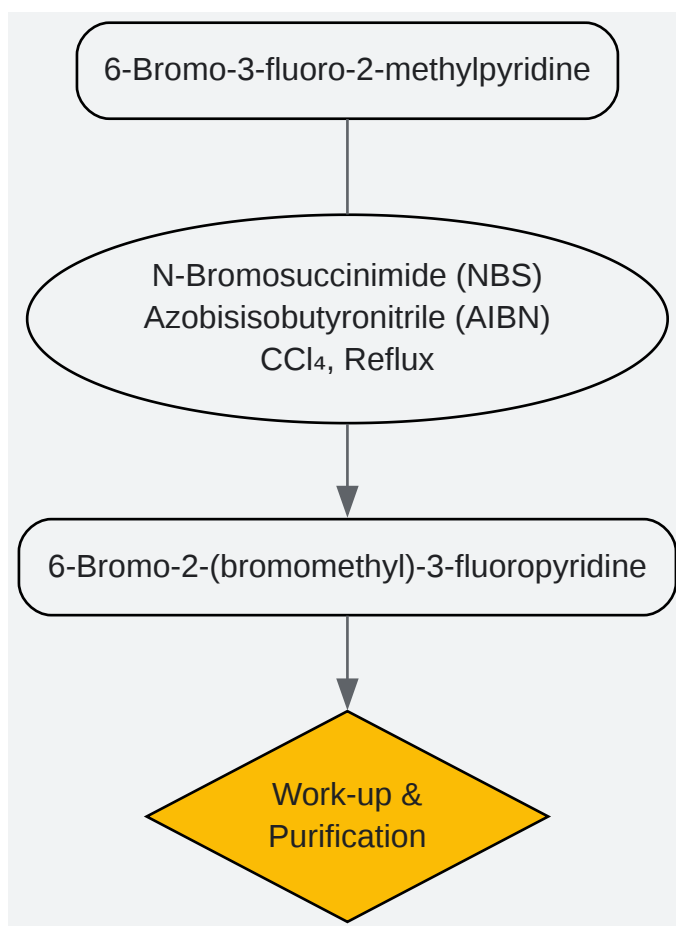 6-Bromo-3-fluoro-2-methylpyridine
N-Bromosuccinimide (NBS)
Azobisisobutyronitrile (AIBN)
CCl₄, Reflux
6-Bromo-2-(bromomethyl)-3-fluoropyridine
Work-up &
Purification